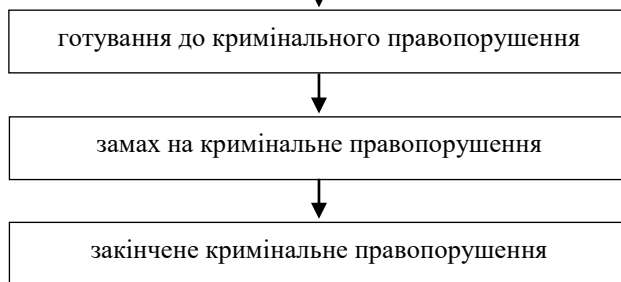 готування до кримінального правопорушення
замах на кримінальне правопорушення
закінчене кримінальне правопорушення